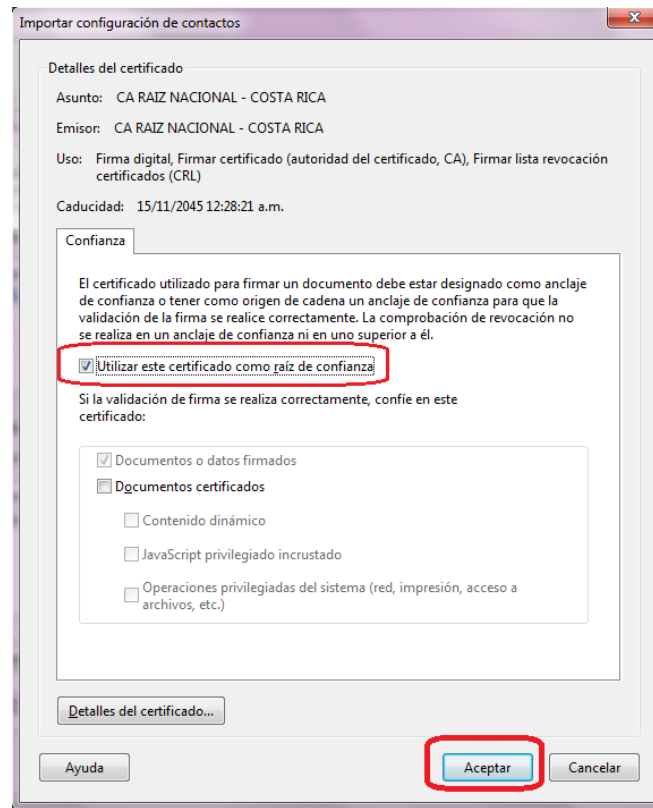 Importar configuración de contactos
Detalles del certificado
Asunto: CA RAIZ NACIONAL - COSTA RICA
Emisor: CA RAIZ NACIONAL - COSTA RICA
Uso: Firma digital, Firmar certificado (autoridad del certificado, CA), Firmar lista revocación
certificados (CRL)
Caducidad: 15/11/2045 12:28:21 a.m.
Confianza
El certificado utilizado para firmar un documento debe estar designado como anclaje
de confianza o tener como origen de cadena un anclaje de confianza para que la
validación de la firma se realice correctamente. La comprobación de revocación no
se realiza en un anclaje de confianza ni en uno superior a él.
Utilizar este certificado como raíz de confianza
Si la validación de firma se realiza correctamente, confíe en este
certificado:
Documentos o datos firmados
Documentos certificados
Contenido dinámico
JavaScript privilegiado incrustado
Operaciones privilegiadas del sistema (red, impresión, acceso a
archivos, etc.)
Detalles del certificado...
Ayuda
Aceptar
Cancelar